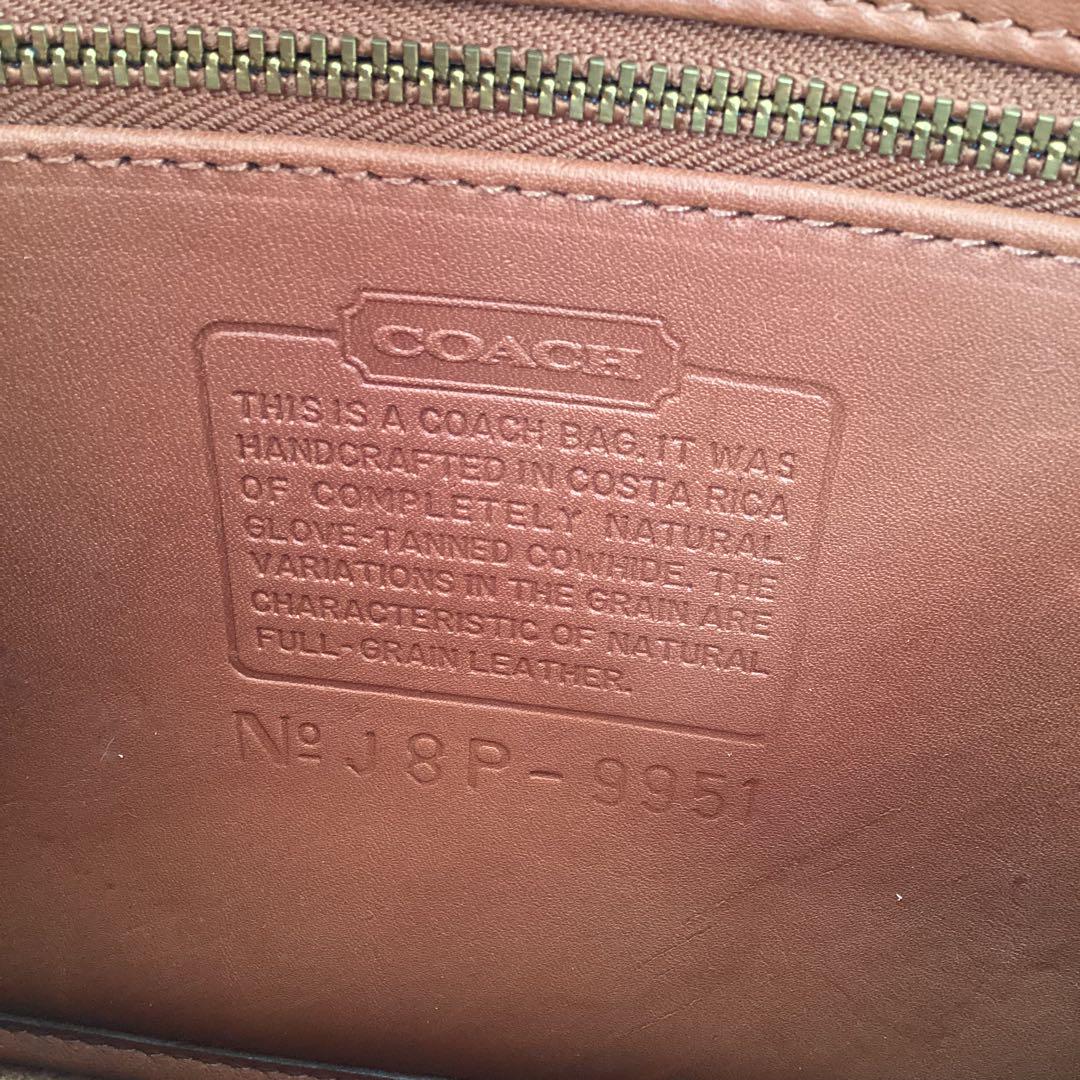 COACH
THIS IS A COACH BAG. IT WAS
HANDCRAFTED IN COSTA RICA
OF COMPLETELY NATURAL
GLOVE-TANNED COWHIDE. THE
VARIATIONS IN THE GRAIN ARE
CHARACTERISTIC OF NATURAL
FULL-GRAIN LEATHER.
Nº J8P-9951